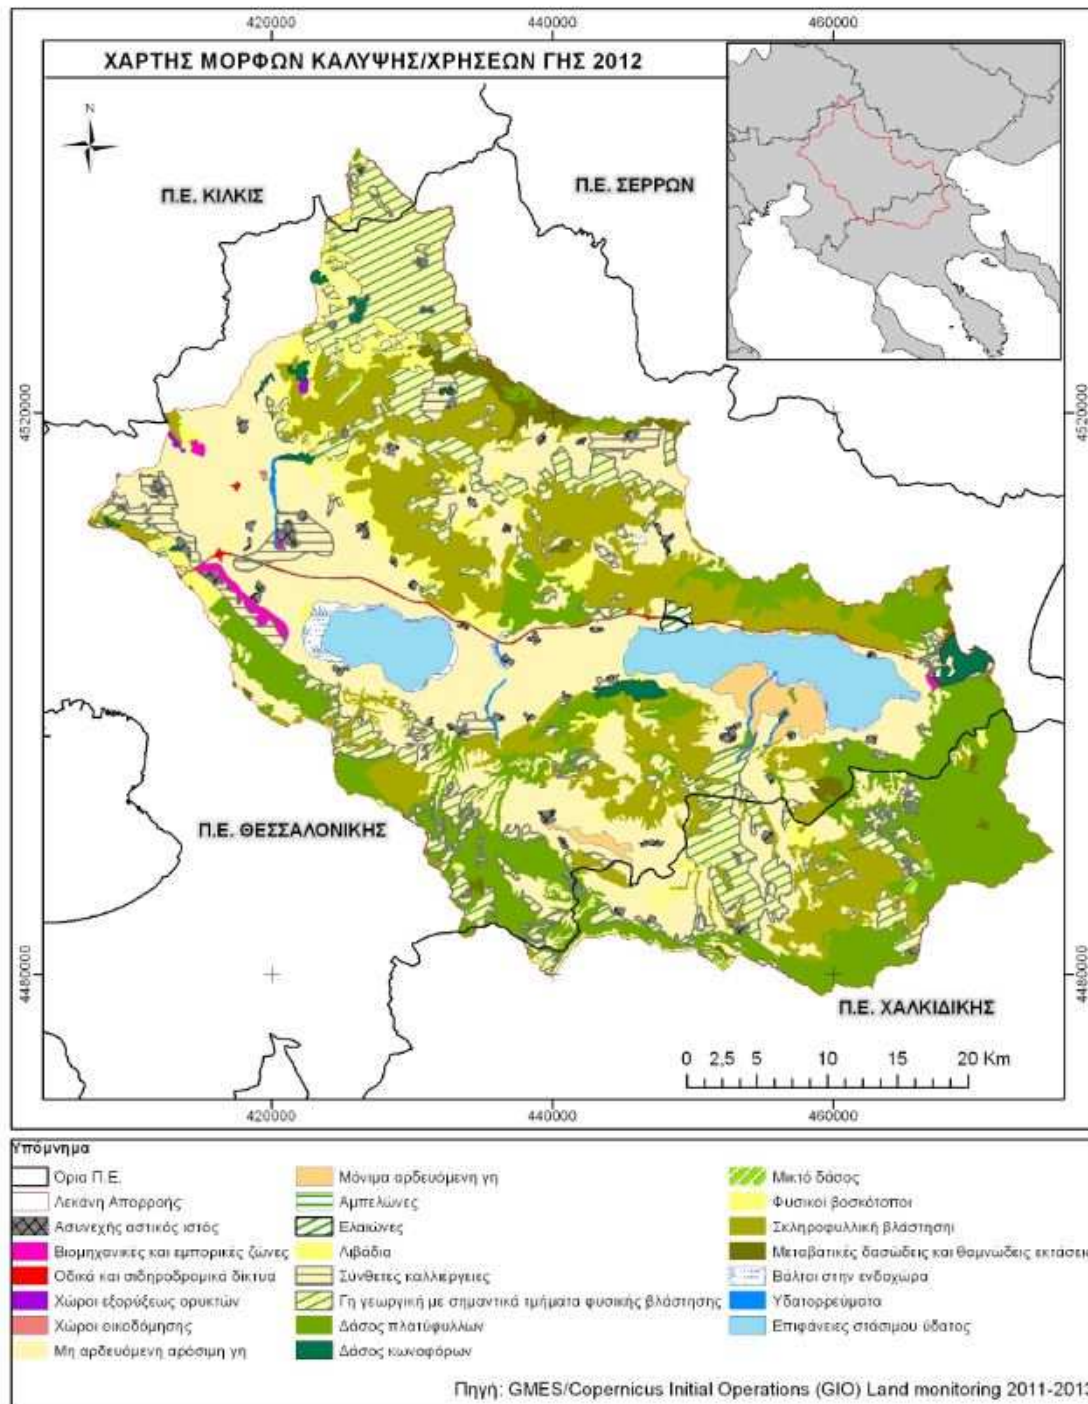 420000 440000 460000
ΧΑΡΤΗΣ ΜΟΡΦΩΝ ΚΑΛΥΨΗΣ/ΧΡΗΣΕΩΝ ΓΗΣ 2012
N
Π.Ε. ΚΙΛΚΙΣ
Π.Ε. ΣΕΡΡΩΝ
4520000 4520000
Π.Ε. ΘΕΣΣΑΛΟΝΙΚΗΣ
4480000 4480000
Π.Ε. ΧΑΛΚΙΔΙΚΗΣ
0 2,5 5 10 15 20 Km
420000 440000 460000
Υπόμνημα
Όρια Π.Ε.
Λεκάνη Απορροής
Ασυνεχής αστικός ιστός
Βιομηχανικές και εμπορικές ζώνες
Οδικά και σιδηροδρομικά δίκτυα
Χώροι εξορύξεως ορυκτών
Χώροι οικοδόμησης
Μη αρδευόμενη αρόσιμη γη
Μόνιμα αρδευόμενη γη
Αμπελώνες
Ελαιώνες
Λιβάδια
Σύνθετες καλλιέργειες
Γη γεωργική με σημαντικά τμήματα φυσικής βλάστησης
Δάσος πλατύφυλλων
Δάσος κωνοφόρων
Μικτό δάσος
Φυσικοί βοσκότοποι
Σκληροφυλλική βλάστησηι
Μεταβατικές δασώδεις και θαμνώδεις εκτάσεις
Βάλτοι στην ενδοχώρα
Υδατορρεύματα
Επιφάνειες στάσιμου ύδατος
Πηγή: GMES/Copernicus Initial Operations (GIO) Land monitoring 2011-2013